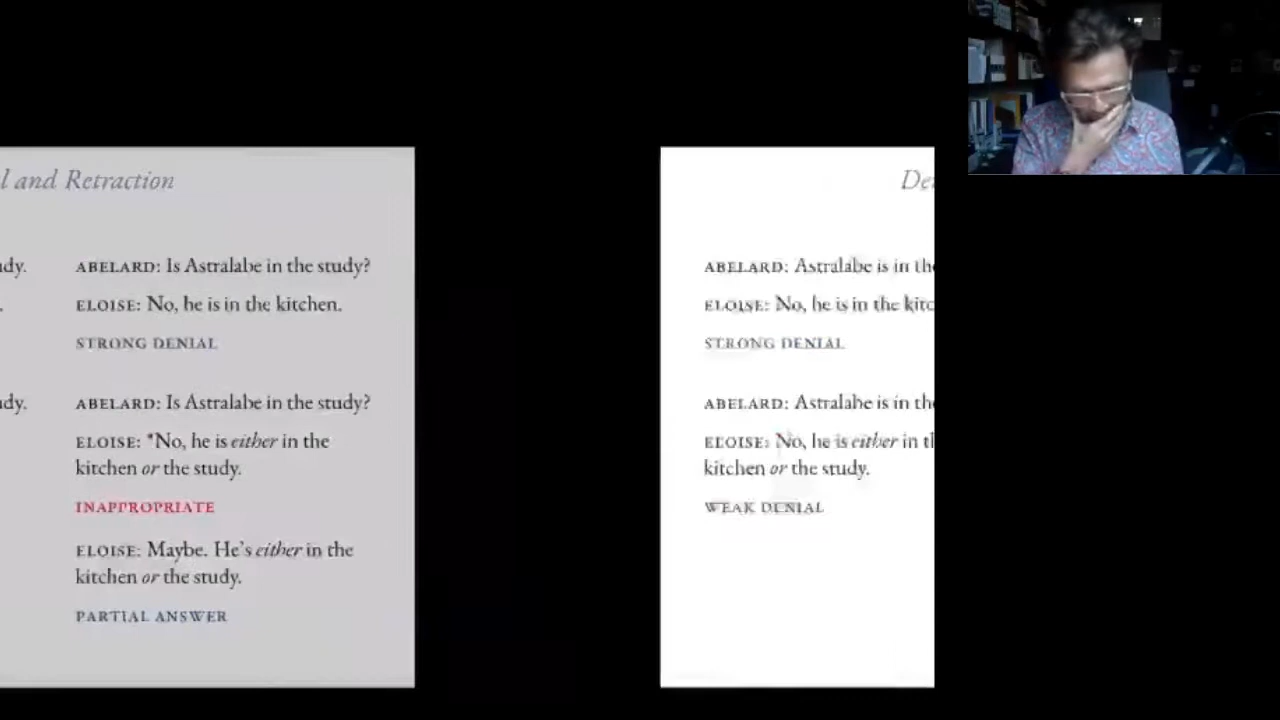 l and Retraction
dy.
ABELARD: Is Astralabe in the study?
.
ELOISE: No, he is in the kitchen.
STRONG DENIAL
dy.
ABELARD: Is Astralabe in the study?
ELOISE: *No, he is either in the
kitchen or the study.
INAPPROPRIATE
ELOISE: Maybe. He's either in the
kitchen or the study.
PARTIAL ANSWER
De
ABELARD: Astralabe is in the
ELOISE: No, he is in the kitc
STRONG DENIAL
ABELARD: Astralabe is in the
ELOISE: No, he is either in t
kitchen or the study.
WEAK DENIAL